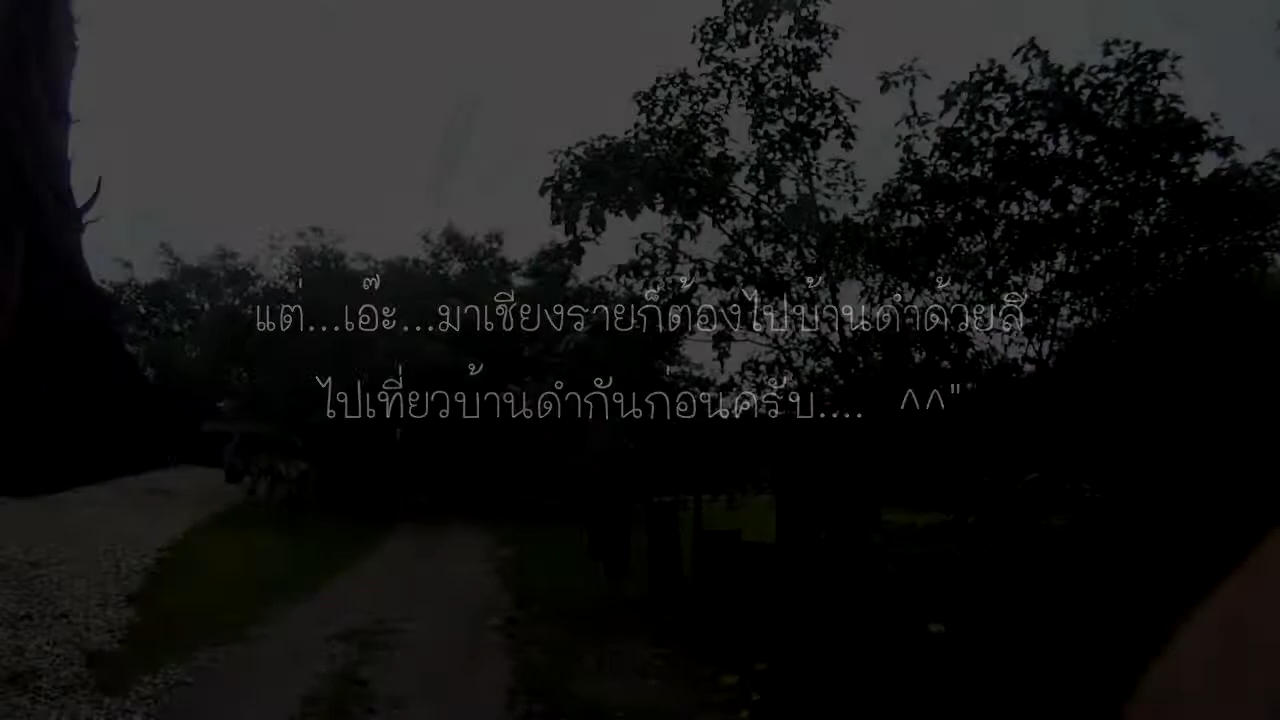 แต่...เอ๊ะ...มาเชียงรายก็ต้องไปบ้านดำด้วยสิ
ไปเที่ยวบ้านดำกันก่อนครับ.... ^^"